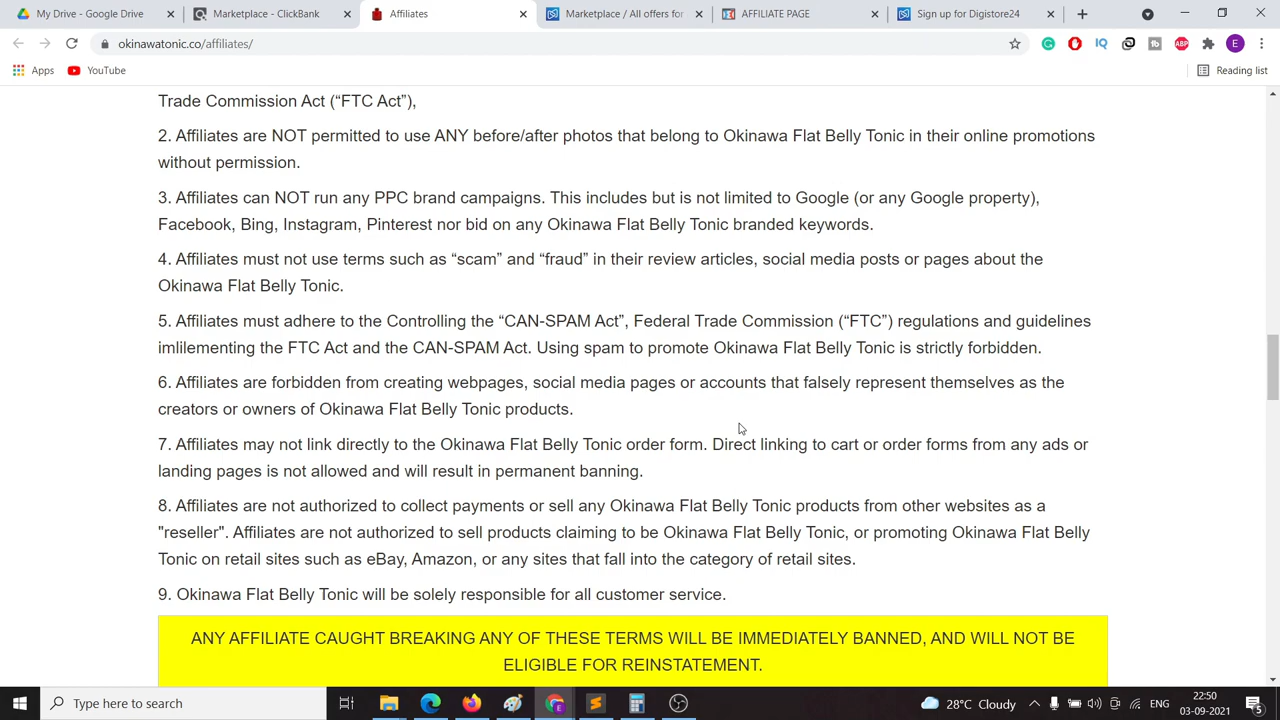 My Drive - Google Drive
Marketplace - ClickBank
Affiliates
Marketplace / All offers for
AFFILIATE PAGE
Sign up for Digistore24
okinawatonic.co/affiliates/
IQ
fb
ABP
E
Apps
YouTube
Reading list
Trade Commission Act (“FTC Act”),
2. Affiliates are NOT permitted to use ANY before/after photos that belong to Okinawa Flat Belly Tonic in their online promotions
without permission.
3. Affiliates can NOT run any PPC brand campaigns. This includes but is not limited to Google (or any Google property),
Facebook, Bing, Instagram, Pinterest nor bid on any Okinawa Flat Belly Tonic branded keywords.
4. Affiliates must not use terms such as “scam” and “fraud” in their review articles, social media posts or pages about the
Okinawa Flat Belly Tonic.
5. Affiliates must adhere to the Controlling the “CAN-SPAM Act”, Federal Trade Commission (“FTC”) regulations and guidelines
imlilementing the FTC Act and the CAN-SPAM Act. Using spam to promote Okinawa Flat Belly Tonic is strictly forbidden.
6. Affiliates are forbidden from creating webpages, social media pages or accounts that falsely represent themselves as the
creators or owners of Okinawa Flat Belly Tonic products.
7. Affiliates may not link directly to the Okinawa Flat Belly Tonic order form. Direct linking to cart or order forms from any ads or
landing pages is not allowed and will result in permanent banning.
8. Affiliates are not authorized to collect payments or sell any Okinawa Flat Belly Tonic products from other websites as a
"reseller". Affiliates are not authorized to sell products claiming to be Okinawa Flat Belly Tonic, or promoting Okinawa Flat Belly
Tonic on retail sites such as eBay, Amazon, or any sites that fall into the category of retail sites.
9. Okinawa Flat Belly Tonic will be solely responsible for all customer service.
ANY AFFILIATE CAUGHT BREAKING ANY OF THESE TERMS WILL BE IMMEDIATELY BANNED, AND WILL NOT BE
ELIGIBLE FOR REINSTATEMENT.
Type here to search
28°C Cloudy
ENG
22:50
03-09-2021
5